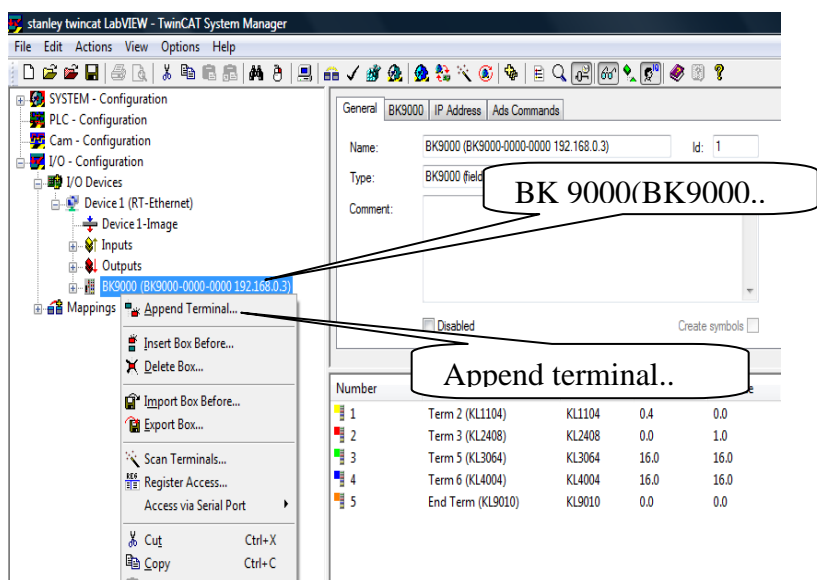 stanley twincat LabVIEW - TwinCAT System Manager
File Edit Actions View Options Help
SYSTEM - Configuration
PLC - Configuration
Cam - Configuration
I/O - Configuration
I/O Devices
Device 1 (RT-Ethernet)
Device 1-Image
Inputs
Outputs
BK9000 (BK9000-0000-0000 192.168.0.3)
Mappings
Append Terminal...
Insert Box Before...
Delete Box...
Import Box Before...
Export Box...
Scan Terminals...
Register Access...
Access via Serial Port
Cut Ctrl+X
Copy Ctrl+C
General BK9000 IP Address Ads Commands
Name: BK9000 (BK9000-0000-0000 192.168.0.3) Id: 1
Type: BK9000
Comment:
BK 9000(BK9000..
Disabled Create symbols
Append terminal..
Number
1 Term 2 (KL1104) KL1104 0.4 0.0
2 Term 3 (KL2408) KL2408 0.0 1.0
3 Term 5 (KL3064) KL3064 16.0 16.0
4 Term 6 (KL4004) KL4004 16.0 16.0
5 End Term (KL9010) KL9010 0.0 0.0